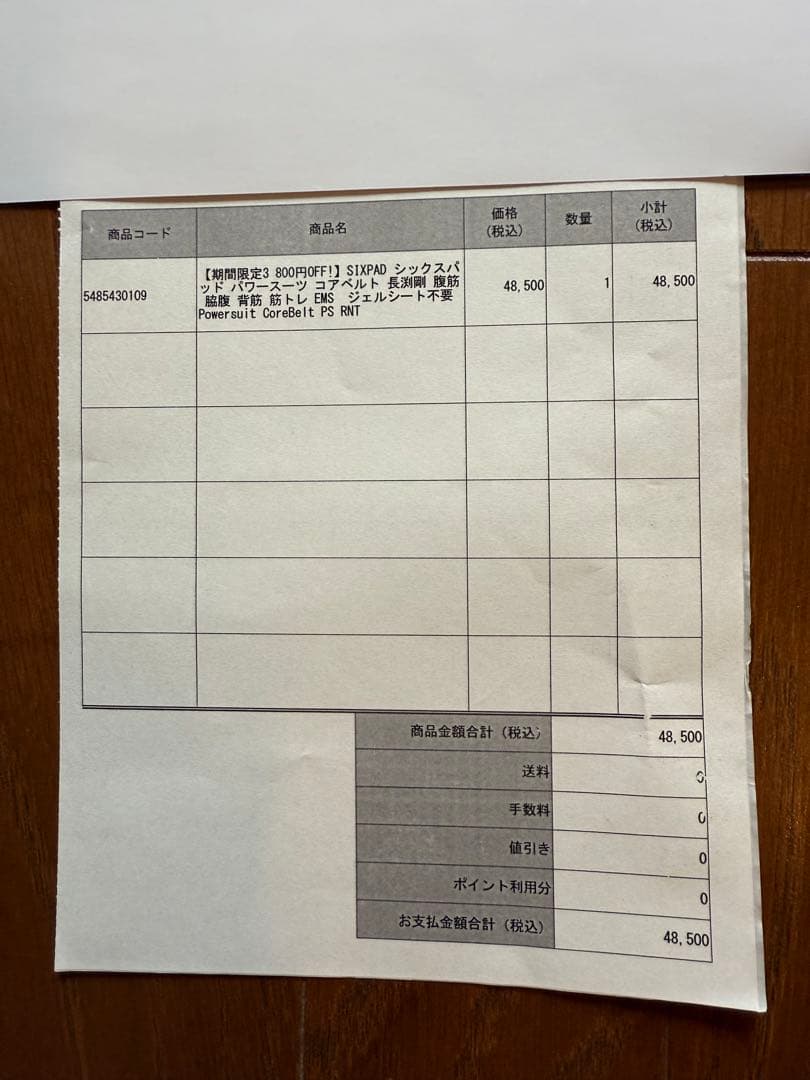 商品コード 商品名 価格(税込) 数量 小計(税込)
5485430109
【期間限定3 800円OFF!】SIXPAD シックスパ
ッド パワースーツ コアベルト 長渕剛 腹筋
脇腹 背筋 筋トレ EMS ジェルシート不要
Powersuit CoreBelt PS RNT
48,500 1 48,500
商品金額合計(税込) 48,500
送料 0
手数料 0
値引き 0
ポイント利用分 0
お支払金額合計(税込) 48,500